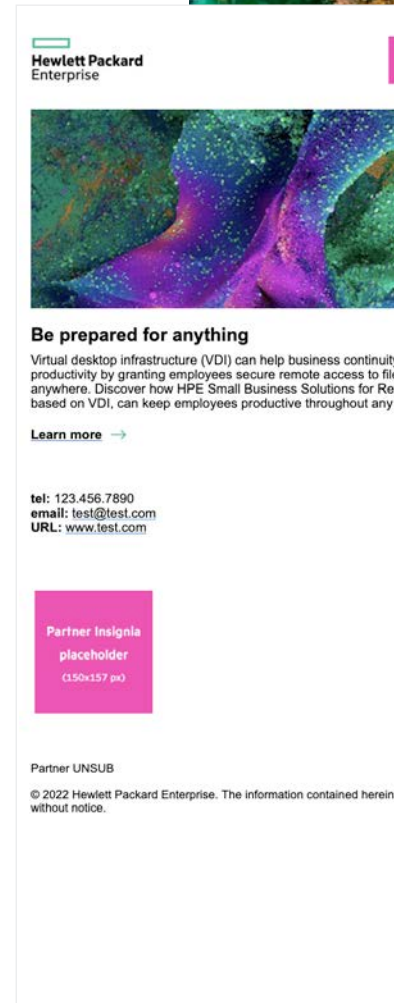 Hewlett Packard
Enterprise
Be prepared for anything
Virtual desktop infrastructure (VDI) can help business continuity
productivity by granting employees secure remote access to file
anywhere. Discover how HPE Small Business Solutions for Re
based on VDI, can keep employees productive throughout any
Learn more →
tel: 123.456.7890
email: test@test.com
URL: www.test.com
Partner Insignia
placeholder
(150x157 px)
Partner UNSUB
© 2022 Hewlett Packard Enterprise. The information contained herein
without notice.